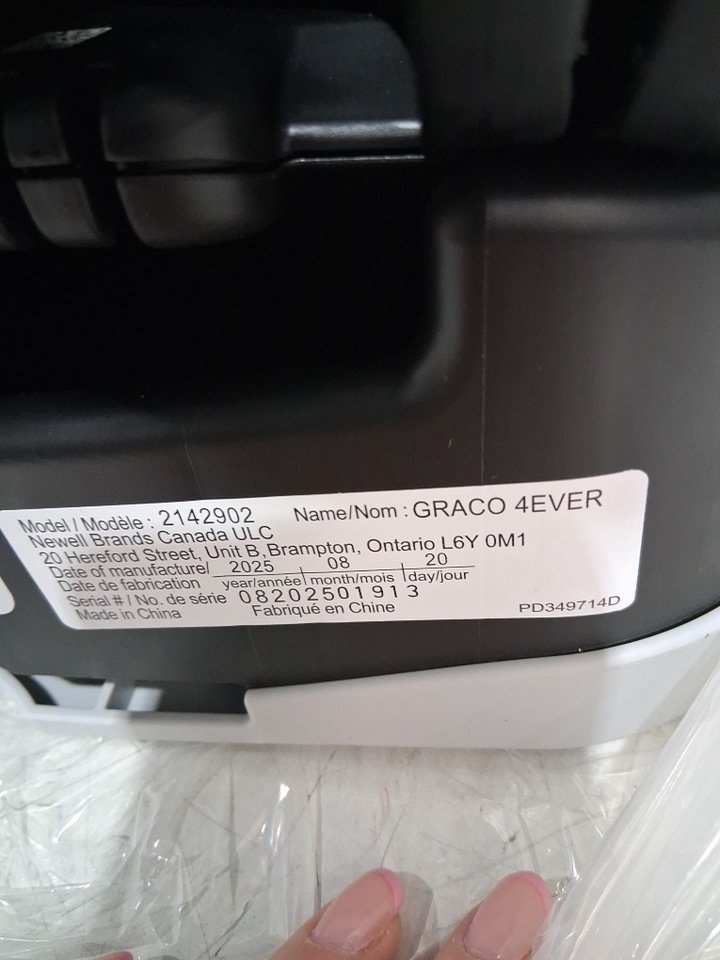 Model / Modèle : 2142902 Name/Nom : GRACO 4EVER
Newell Brands Canada ULC
20 Hereford Street, Unit B, Brampton, Ontario L6Y 0M1
Date of manufacture/ 2025 08 20
Date de fabrication year/année month/mois day/jour
Serial # / No. de série 08202501913
Made in China Fabriqué en Chine PD349714D